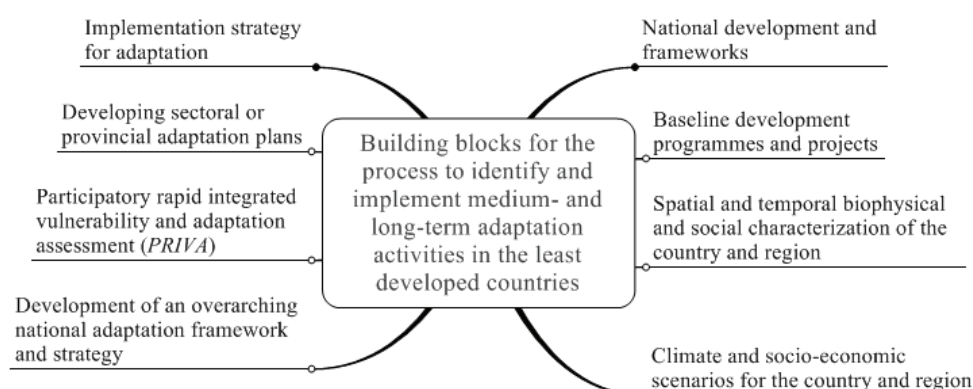 Implementation strategy
for adaptation
Developing sectoral or
provincial adaptation plans
Participatory rapid integrated
vulnerability and adaptation
assessment (PRIVA)
Development of an overarching
national adaptation framework
and strategy
Building blocks for the
process to identify and
implement medium- and
long-term adaptation
activities in the least
developed countries
National development and
frameworks
Baseline development
programmes and projects
Spatial and temporal biophysical
and social characterization of the
country and region
Climate and socio-economic
scenarios for the country and region